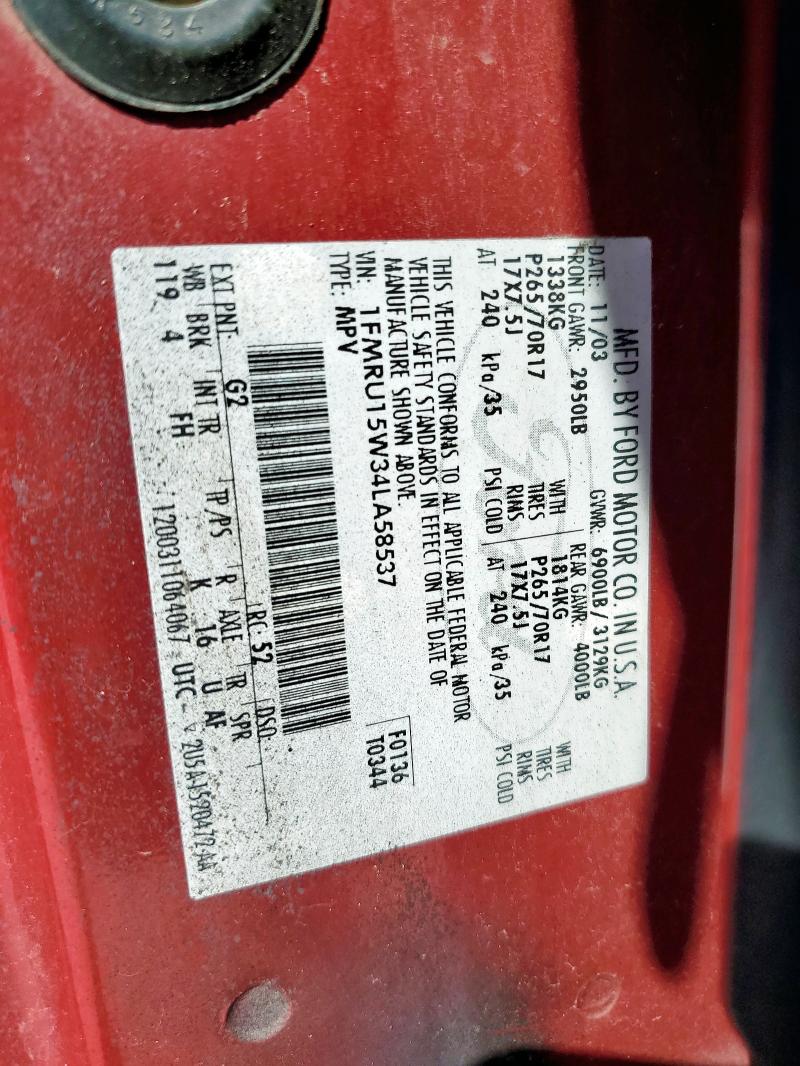 MFD. BY FORD MOTOR CO. IN U.S.A.
DATE: 11/03 GVWR: 6900LB / 3129KG
FRONT GAWR: 2950LB REAR GAWR: 4000LB
1338KG WITH 1814KG WITH
P265/70R17 TIRES P265/70R17 TIRES
17X7.5J RIMS 17X7.5J RIMS
AT 240 kPa/35 PSI COLD AT 240 kPa/35 PSI COLD
THIS VEHICLE CONFORMS TO ALL APPLICABLE FEDERAL MOTOR
VEHICLE SAFETY STANDARDS IN EFFECT ON THE DATE OF
MANUFACTURE SHOWN ABOVE.
VIN: 1FMRU15W34LA58537 F0136
TYPE: MPV T0344
EXT PNT: G2 RC: 52 DSO:
WB BRK INT TR TP/PS R AXLE TR SPR
119 4 FH K 16 U AF